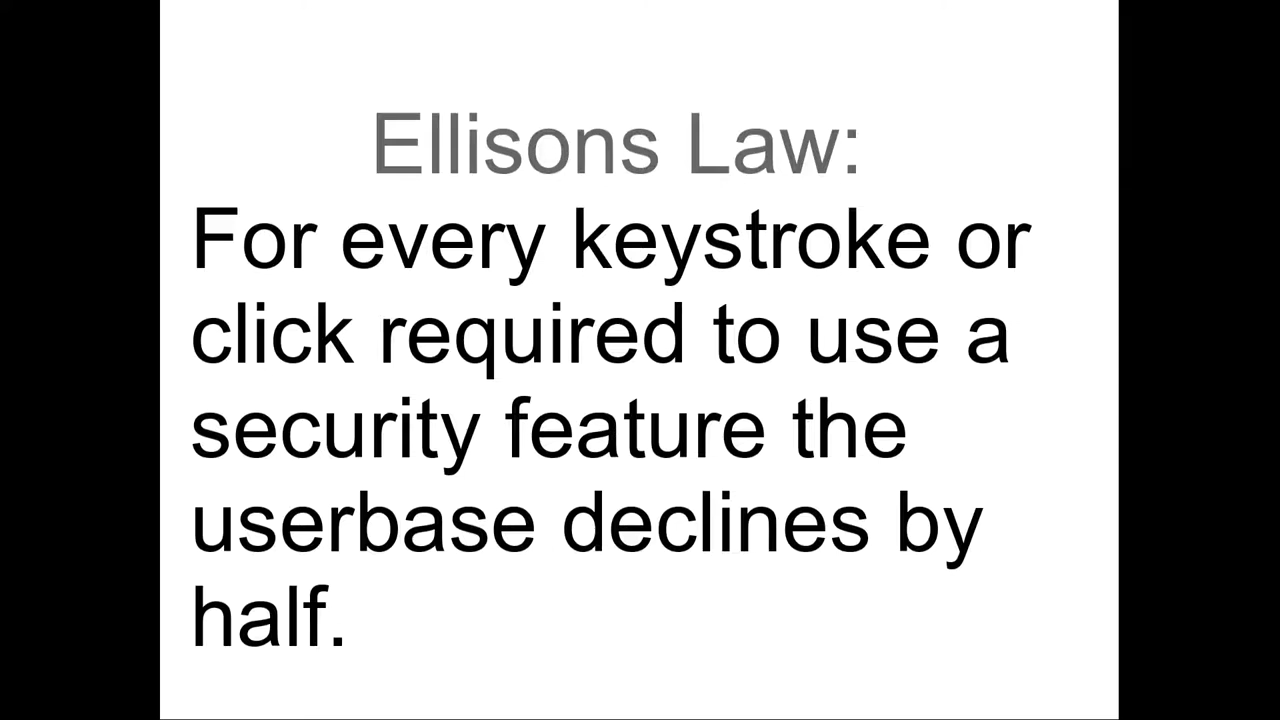 Ellisons Law:
For every keystroke or
click required to use a
security feature the
userbase declines by
half.